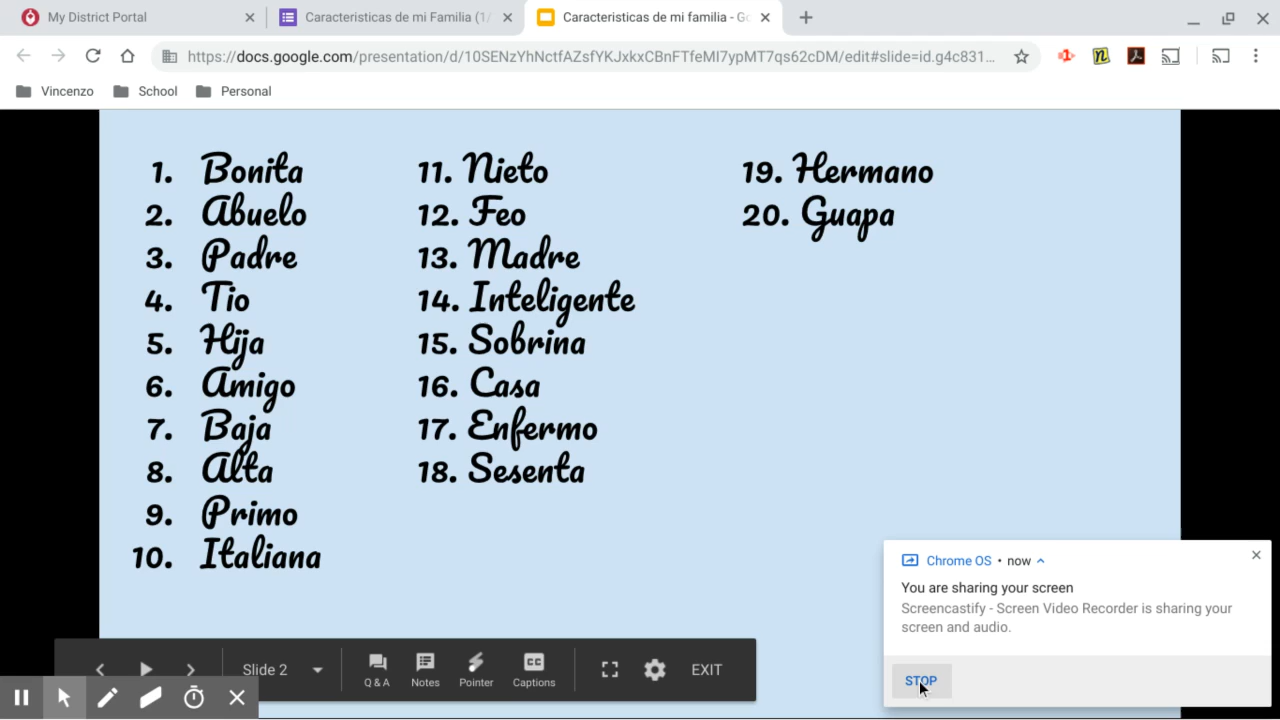 My District Portal
Caracteristicas de mi Familia (1/
Caracteristicas de mi familia - Go
https://docs.google.com/presentation/d/10SENzYhNctfAZsfYKJxkxCBnFTfeMI7ypMT7qs62cDM/edit#slide=id.g4c831...
Vincenzo
School
Personal
1. Bonita
2. Abuelo
3. Padre
4. Tio
5. Hija
6. Amigo
7. Baja
8. Alta
9. Primo
10. Italiana
11. Nieto
12. Feo
13. Madre
14. Inteligente
15. Sobrina
16. Casa
17. Enfermo
18. Sesenta
19. Hermano
20. Guapa
Chrome OS • now
You are sharing your screen
Screencastify - Screen Video Recorder is sharing your
screen and audio.
STOP
Slide 2
Q & A
Notes
Pointer
CC
Captions
EXIT